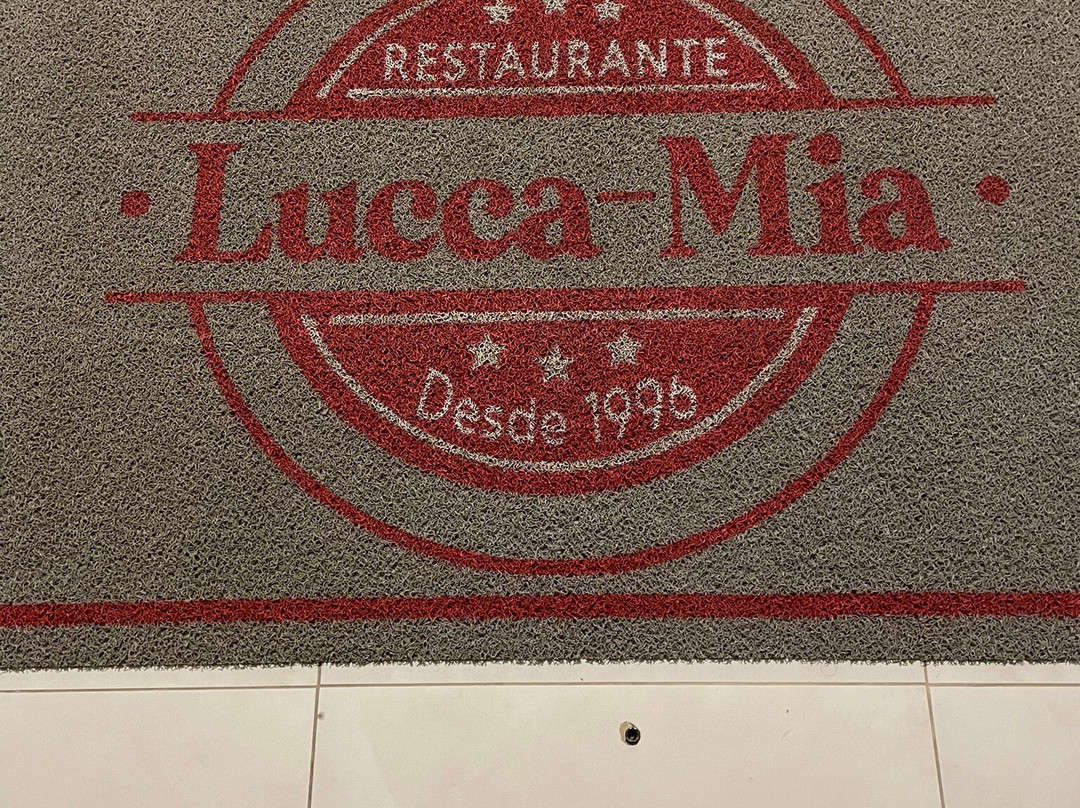 RESTAURANTE
Lucca-Mia
Desde 1996